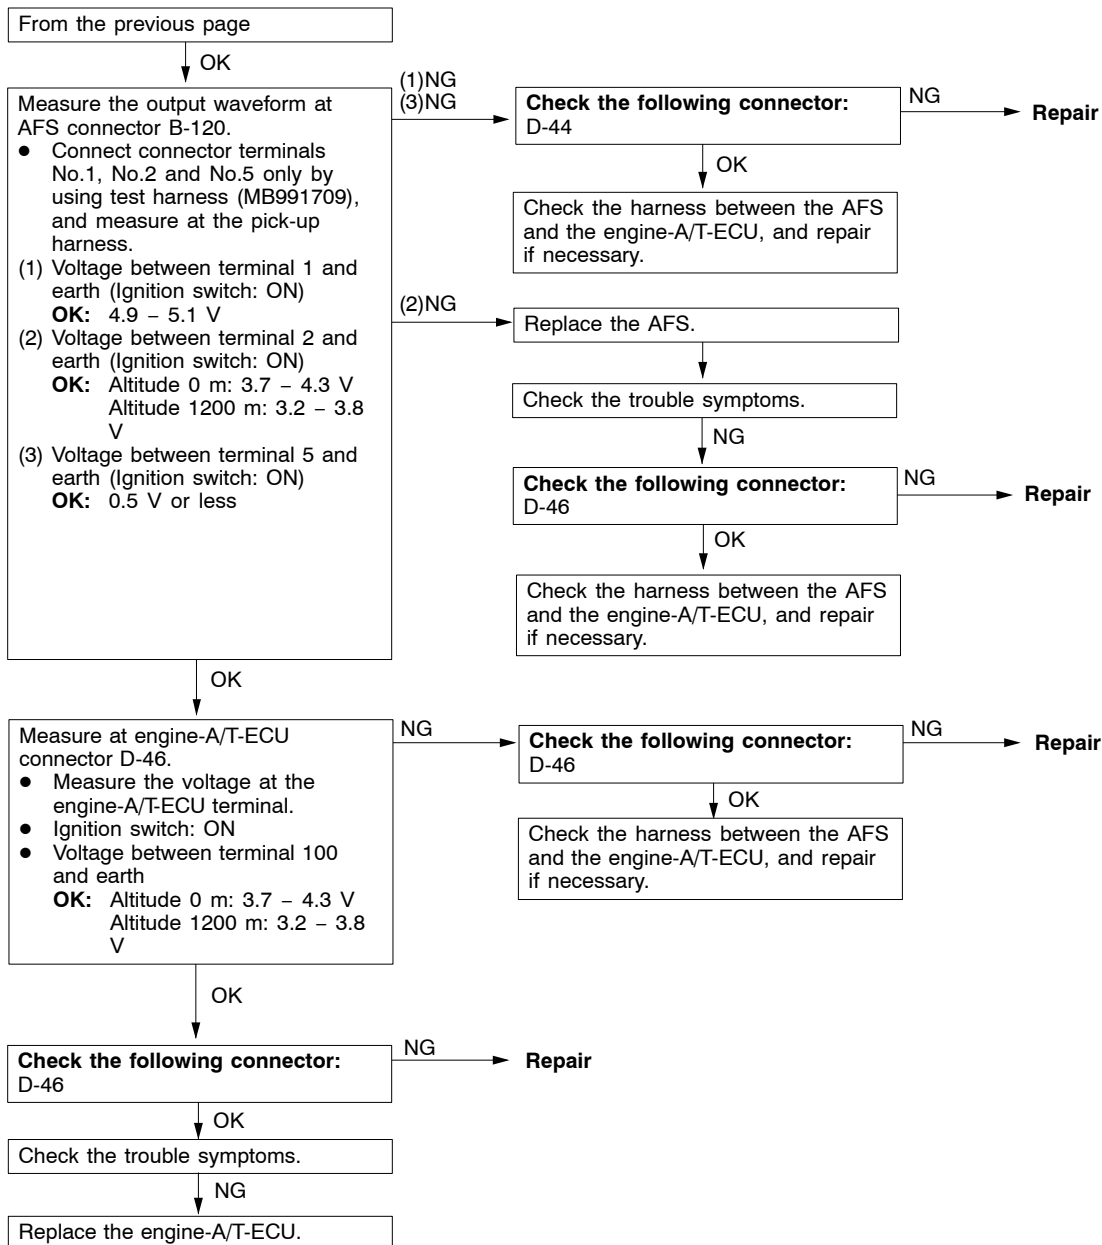 From the previous page
OK
Measure the output waveform at
AFS connector B-120.
● Connect connector terminals
No.1, No.2 and No.5 only by
using test harness (MB991709),
and measure at the pick-up
harness.
(1) Voltage between terminal 1 and
earth (Ignition switch: ON)
OK: 4.9 – 5.1 V
(2) Voltage between terminal 2 and
earth (Ignition switch: ON)
OK: Altitude 0 m: 3.7 – 4.3 V
Altitude 1200 m: 3.2 – 3.8
V
(3) Voltage between terminal 5 and
earth (Ignition switch: ON)
OK: 0.5 V or less
(1)NG
(3)NG
Check the following connector:
D-44
NG
Repair
OK
Check the harness between the AFS
and the engine-A/T-ECU, and repair
if necessary.
(2)NG
Replace the AFS.
Check the trouble symptoms.
NG
Check the following connector:
D-46
NG
Repair
OK
Check the harness between the AFS
and the engine-A/T-ECU, and repair
if necessary.
OK
Measure at engine-A/T-ECU
connector D-46.
● Measure the voltage at the
engine-A/T-ECU terminal.
● Ignition switch: ON
● Voltage between terminal 100
and earth
OK: Altitude 0 m: 3.7 – 4.3 V
Altitude 1200 m: 3.2 – 3.8
V
NG
Check the following connector:
D-46
NG
Repair
OK
Check the harness between the AFS
and the engine-A/T-ECU, and repair
if necessary.
OK
Check the following connector:
D-46
NG
Repair
OK
Check the trouble symptoms.
NG
Replace the engine-A/T-ECU.